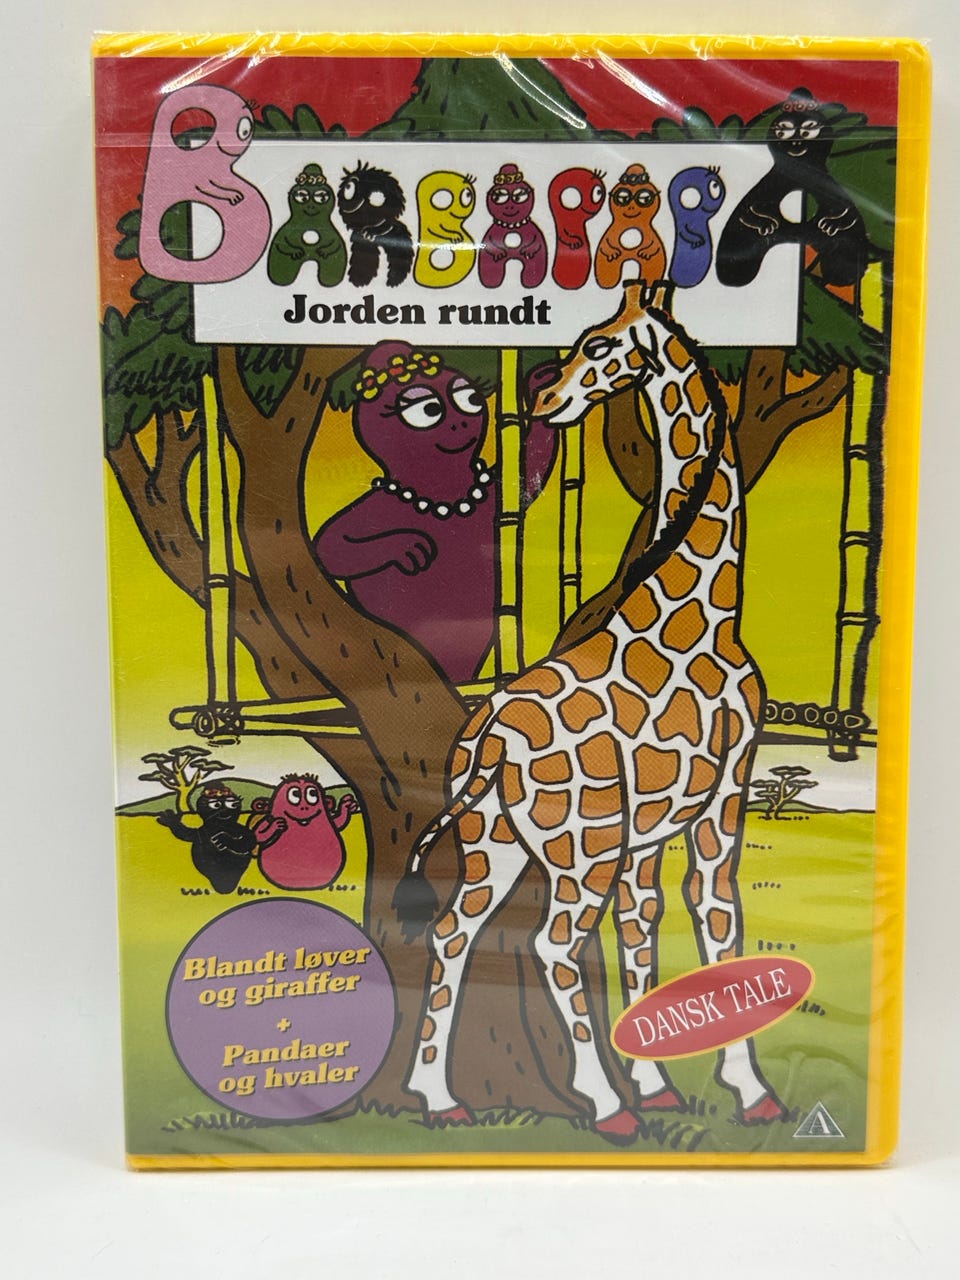 BARBAPAPA
Jorden rundt
Blandt løver
og giraffer
+
Pandaer
og hvaler
DANSK TALE
A